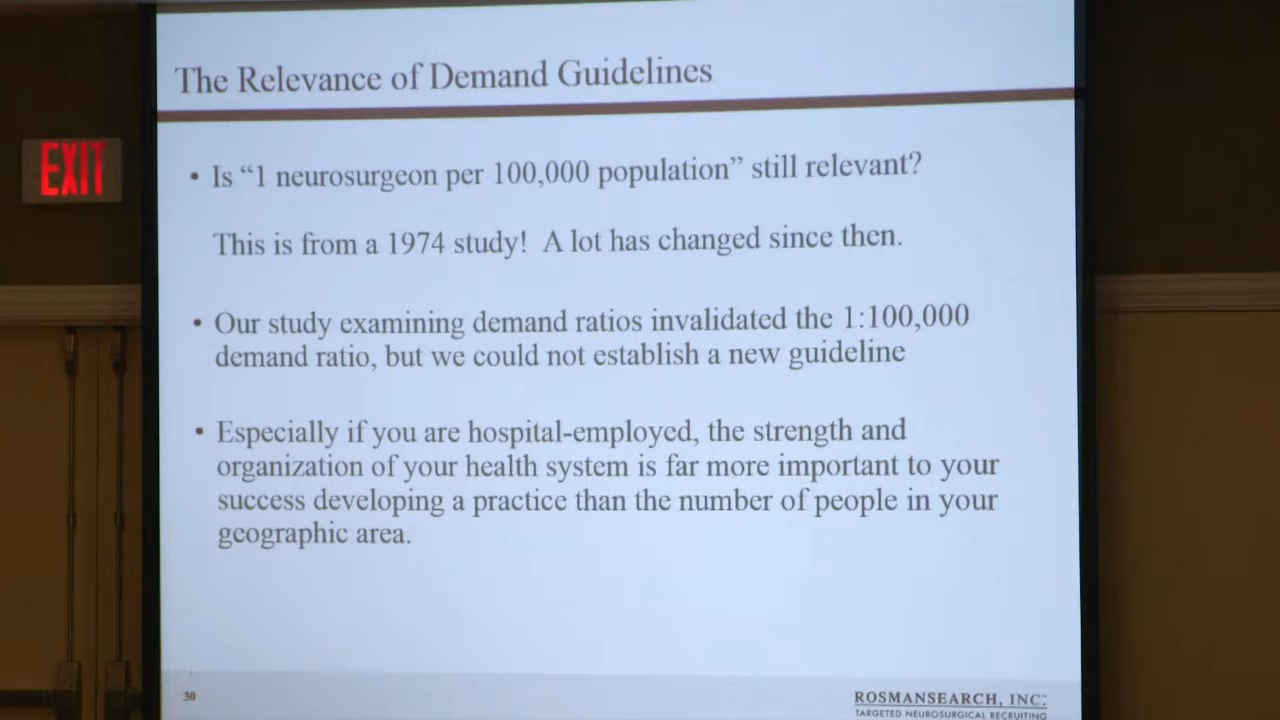 The Relevance of Demand Guidelines
EXIT
• Is “1 neurosurgeon per 100,000 population” still relevant?
This is from a 1974 study! A lot has changed since then.
• Our study examining demand ratios invalidated the 1:100,000
demand ratio, but we could not establish a new guideline
• Especially if you are hospital-employed, the strength and
organization of your health system is far more important to your
success developing a practice than the number of people in your
geographic area.
30
ROSMANSEARCH, INC.
TARGETED NEUROSURGICAL RECRUITING